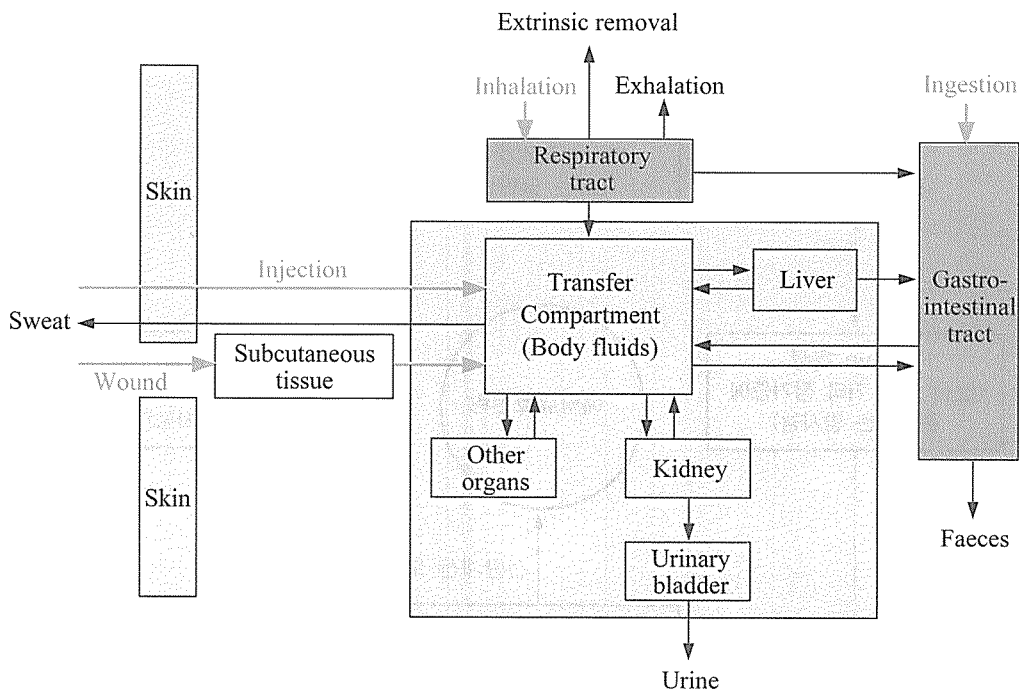 Extrinsic removal
Inhalation
Exhalation
Ingestion
Respiratory
tract
Skin
Injection
Transfer
Compartment
(Body fluids)
Liver
Gastro-
intestinal
tract
Sweat
Subcutaneous
tissue
Wound
Other
organs
Kidney
Skin
Urinary
bladder
Faeces
Urine